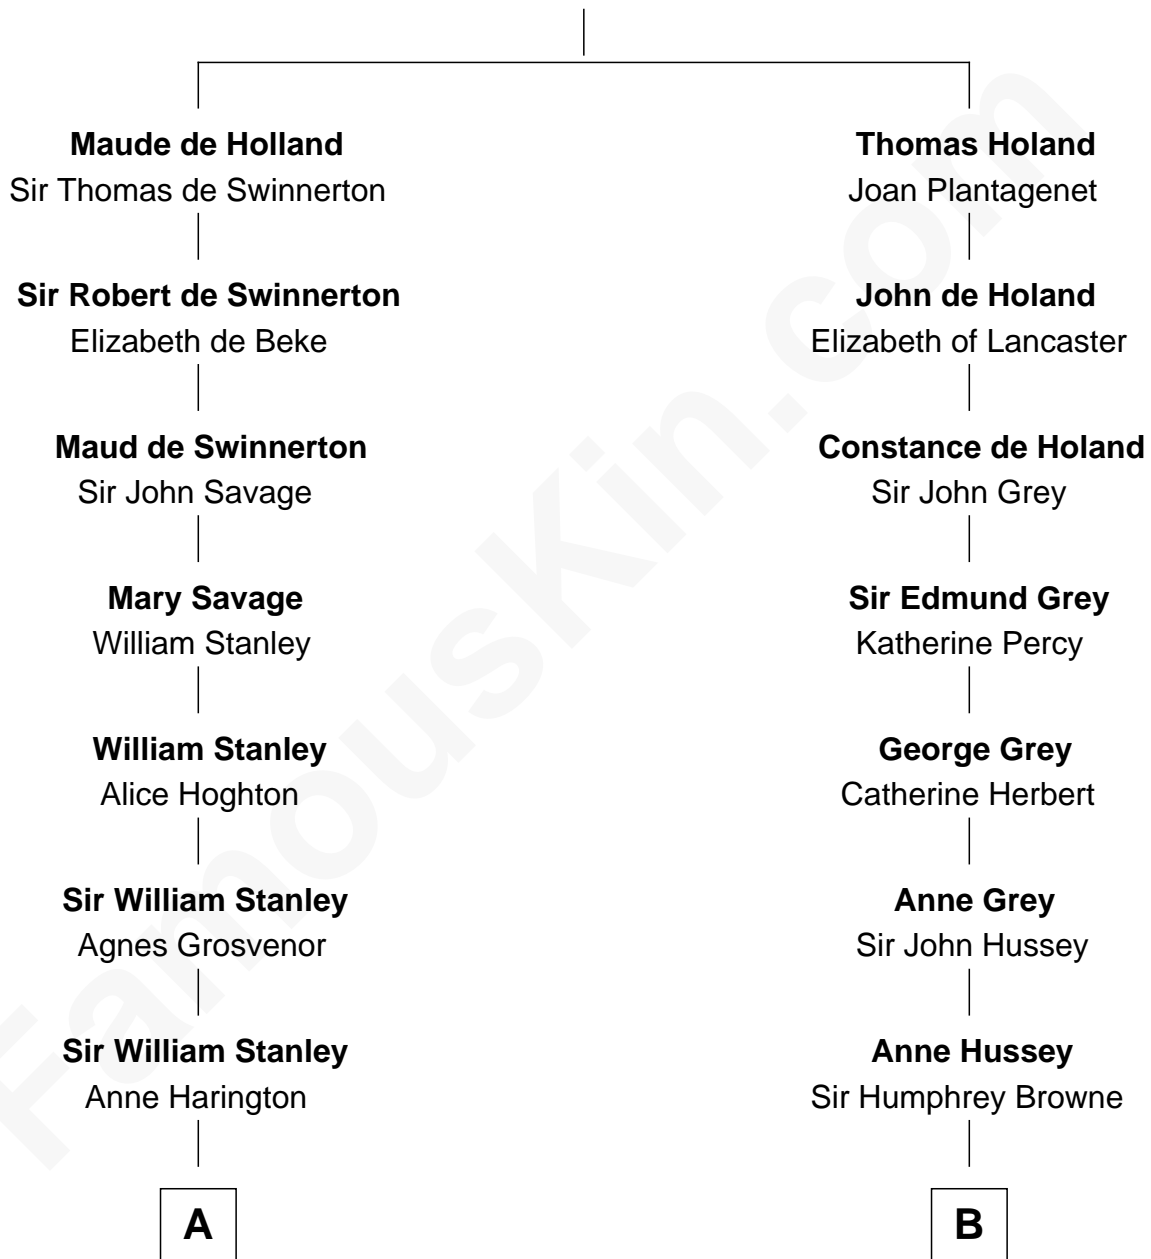 Maude de Holland
Sir Thomas de Swinnerton
Thomas Holand
Joan Plantagenet
Sir Robert de Swinnerton
Elizabeth de Beke
John de Holand
Elizabeth of Lancaster
Maud de Swinnerton
Sir John Savage
Constance de Holand
Sir John Grey
Mary Savage
William Stanley
Sir Edmund Grey
Katherine Percy
William Stanley
Alice Hoghton
George Grey
Catherine Herbert
Sir William Stanley
Agnes Grosvenor
Anne Grey
Sir John Hussey
Sir William Stanley
Anne Harington
Anne Hussey
Sir Humphrey Browne
A
B
FamousKin.com